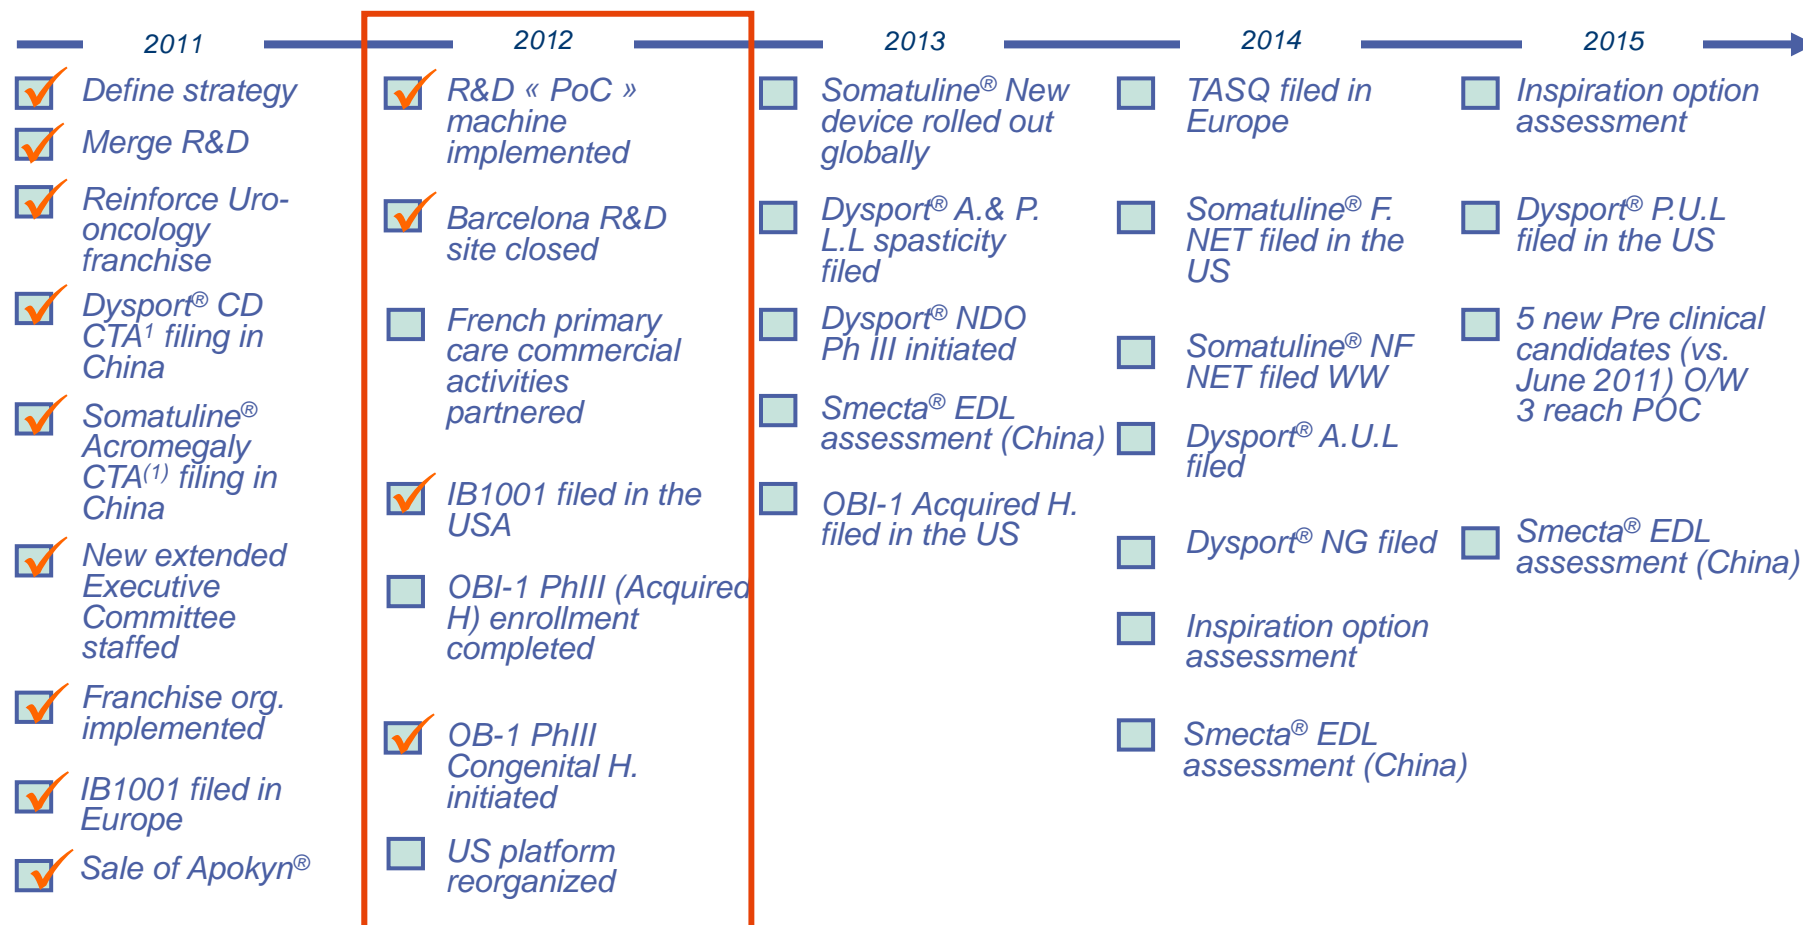 2011
Define strategy
Merge R&D
Reinforce Uro-
oncology
franchise
Dysport® CD
CTA¹ filing in
China
Somatuline®
Acromegaly
CTA⁽¹⁾ filing in
China
New extended
Executive
Committee
staffed
Franchise org.
implemented
IB1001 filed in
Europe
Sale of Apokyn®
2012
R&D « PoC »
machine
implemented
Barcelona R&D
site closed
French primary
care commercial
activities
partnered
IB1001 filed in the
USA
OBI-1 PhIII (Acquired
H) enrollment
completed
OB-1 PhIII
Congenital H.
initiated
US platform
reorganized
2013
Somatuline® New
device rolled out
globally
Dysport® A.& P.
L.L spasticity
filed
Dysport® NDO
Ph III initiated
Smecta® EDL
assessment (China)
OBI-1 Acquired H.
filed in the US
2014
TASQ filed in
Europe
Somatuline® F.
NET filed in the
US
Somatuline® NF
NET filed WW
Dysport® A.U.L
filed
Dysport® NG filed
Inspiration option
assessment
Smecta® EDL
assessment (China)
2015
Inspiration option
assessment
Dysport® P.U.L
filed in the US
5 new Pre clinical
candidates (vs.
June 2011) O/W
3 reach POC
Smecta® EDL
assessment (China)